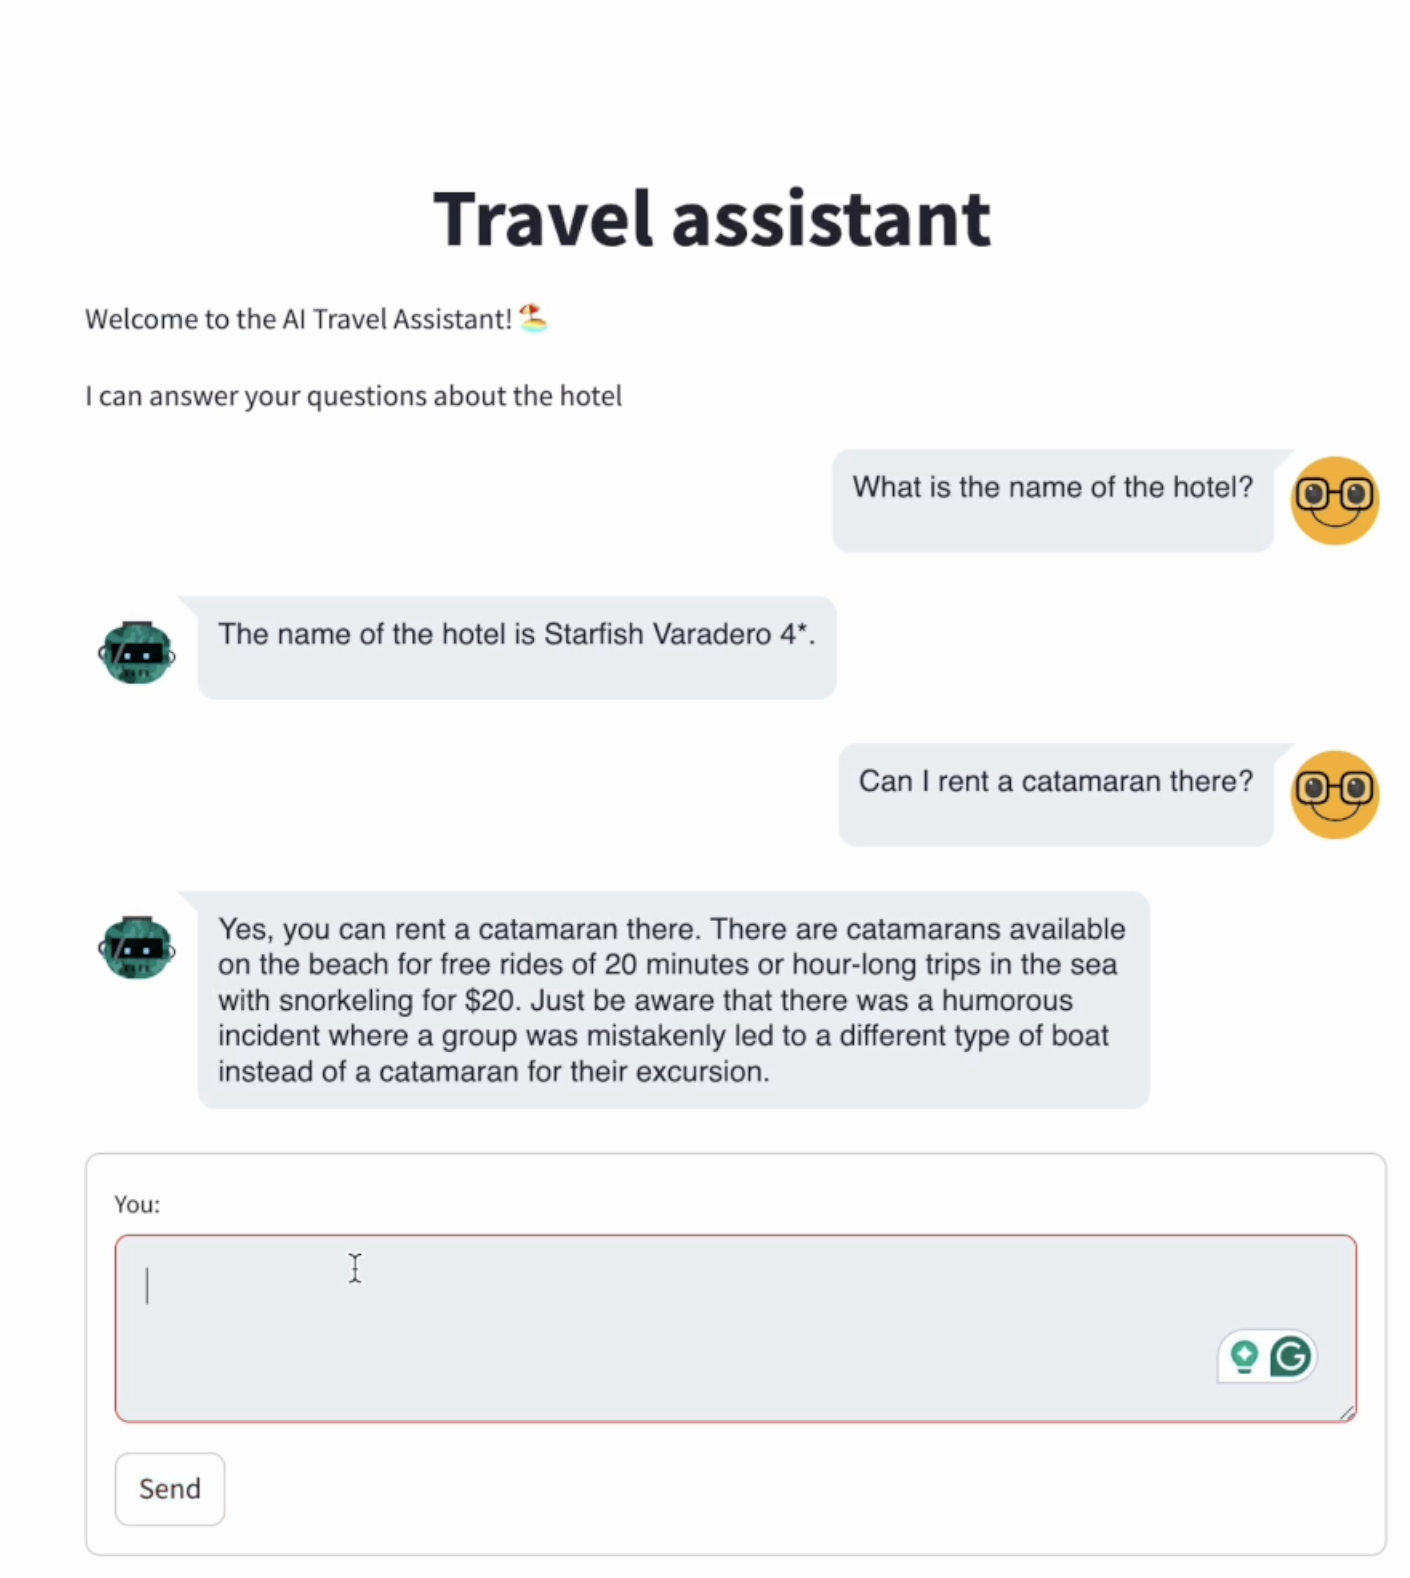 Travel assistant
Welcome to the AI Travel Assistant! 🏖️
I can answer your questions about the hotel
What is the name of the hotel?
The name of the hotel is Starfish Varadero 4*.
Can I rent a catamaran there?
Yes, you can rent a catamaran there. There are catamarans available
on the beach for free rides of 20 minutes or hour-long trips in the sea
with snorkeling for $20. Just be aware that there was a humorous
incident where a group was mistakenly led to a different type of boat
instead of a catamaran for their excursion.
You:
Send